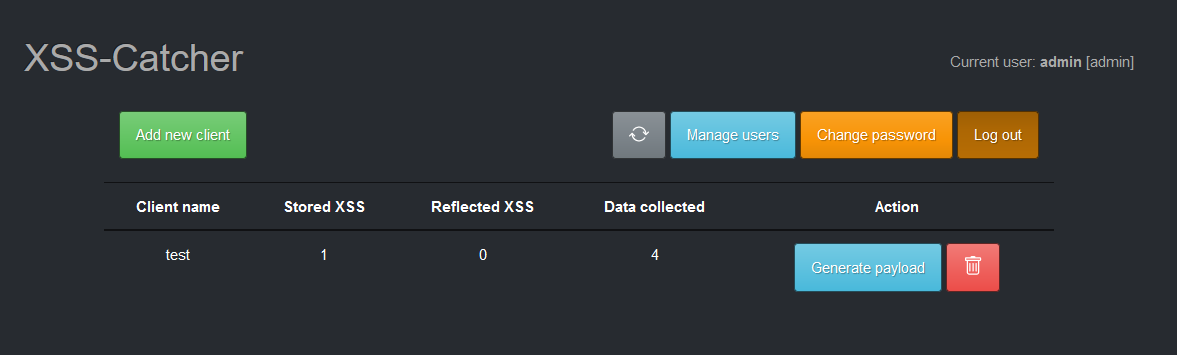 XSS-Catcher
Current user: admin [admin]
Add new client Manage users Change password Log out
Client name Stored XSS Reflected XSS Data collected Action
test 1 0 4 Generate payload